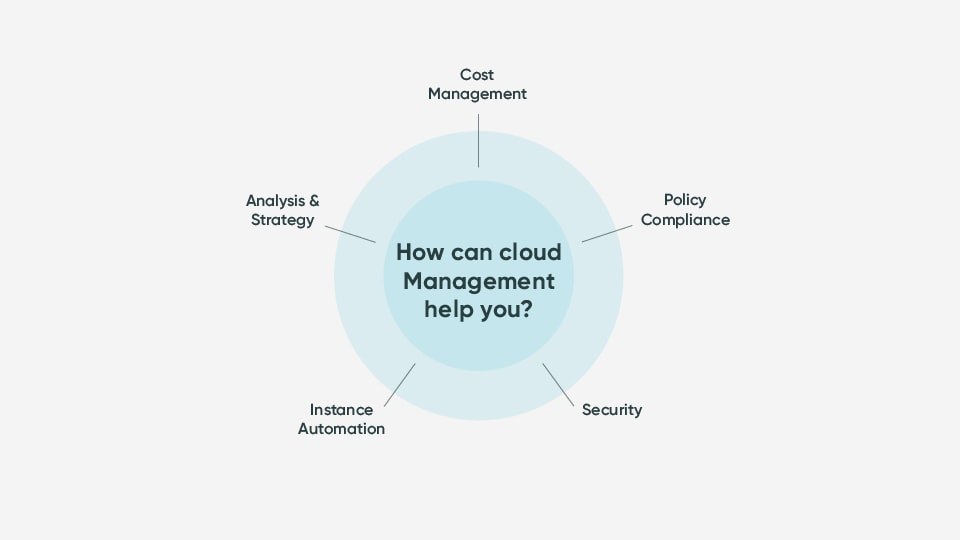 Cost
Management
Analysis &
Strategy
Policy
Compliance
How can cloud
Management
help you?
Instance
Automation
Security